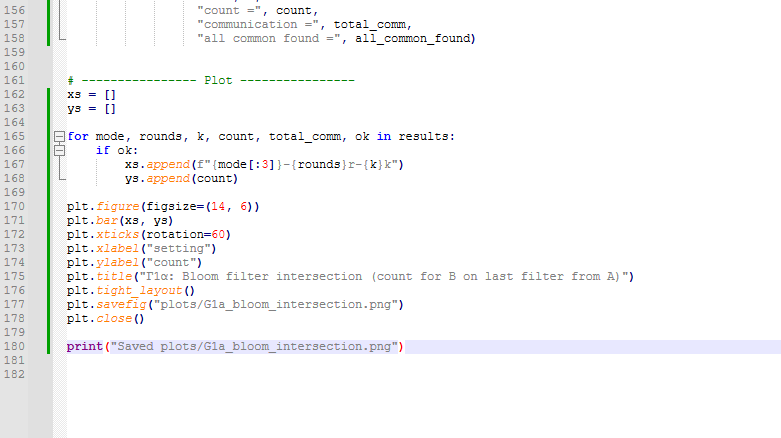 156 "count =", count,
157 "communication =", total_comm,
158 "all common found =", all_common_found)
159
160
161 # ---------------- Plot ----------------
162 xs = []
163 ys = []
164
165 for mode, rounds, k, count, total_comm, ok in results:
166 if ok:
167 xs.append(f"{mode[:3]}-{rounds}r-{k}k")
168 ys.append(count)
169
170 plt.figure(figsize=(14, 6))
171 plt.bar(xs, ys)
172 plt.xticks(rotation=60)
173 plt.xlabel("setting")
174 plt.ylabel("count")
175 plt.title("Γ1α: Bloom filter intersection (count for B on last filter from A)")
176 plt.tight_layout()
177 plt.savefig("plots/G1a_bloom_intersection.png")
178 plt.close()
179
180 print("Saved plots/G1a_bloom_intersection.png")
181
182